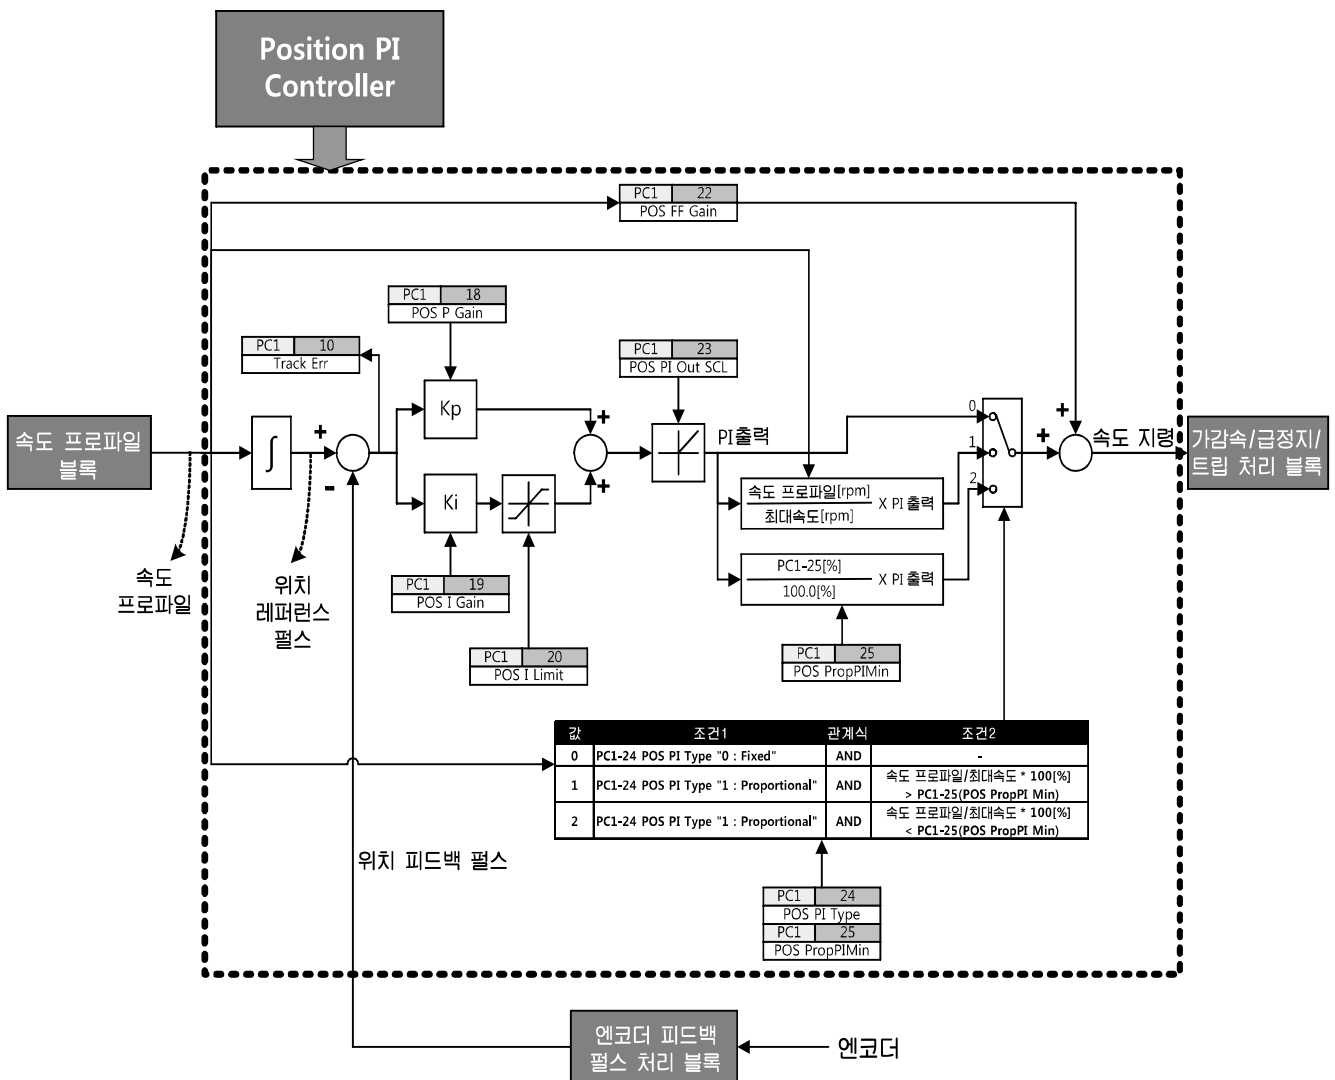 Position PI
Controller
PC1 22
POS FF Gain
PC1 18
POS P Gain
PC1 10
Track Err
PC1 23
POS PI Out SCL
속도 프로파일
블록
∫
+
-
Kp
Ki
+
+
PI출력
0
1
2
+
+
속도 지령
가감속/급정지/
트립 처리 블록
속도 프로파일[rpm]
최대속도[rpm]
X PI 출력
PC1-25[%]
100.0[%]
X PI 출력
속도
프로파일
위치
레퍼런스
펄스
PC1 19
POS I Gain
PC1 20
POS I Limit
PC1 25
POS PropPIMin
값 조건1 관계식 조건2
0 PC1-24 POS PI Type "0 : Fixed" AND -
1 PC1-24 POS PI Type "1 : Proportional" AND 속도 프로파일/최대속도 * 100[%]
> PC1-25(POS PropPI Min)
2 PC1-24 POS PI Type "1 : Proportional" AND 속도 프로파일/최대속도 * 100[%]
< PC1-25(POS PropPI Min)
위치 피드백 펄스
PC1 24
POS PI Type
PC1 25
POS PropPIMin
엔코더 피드백
펄스 처리 블록
엔코더